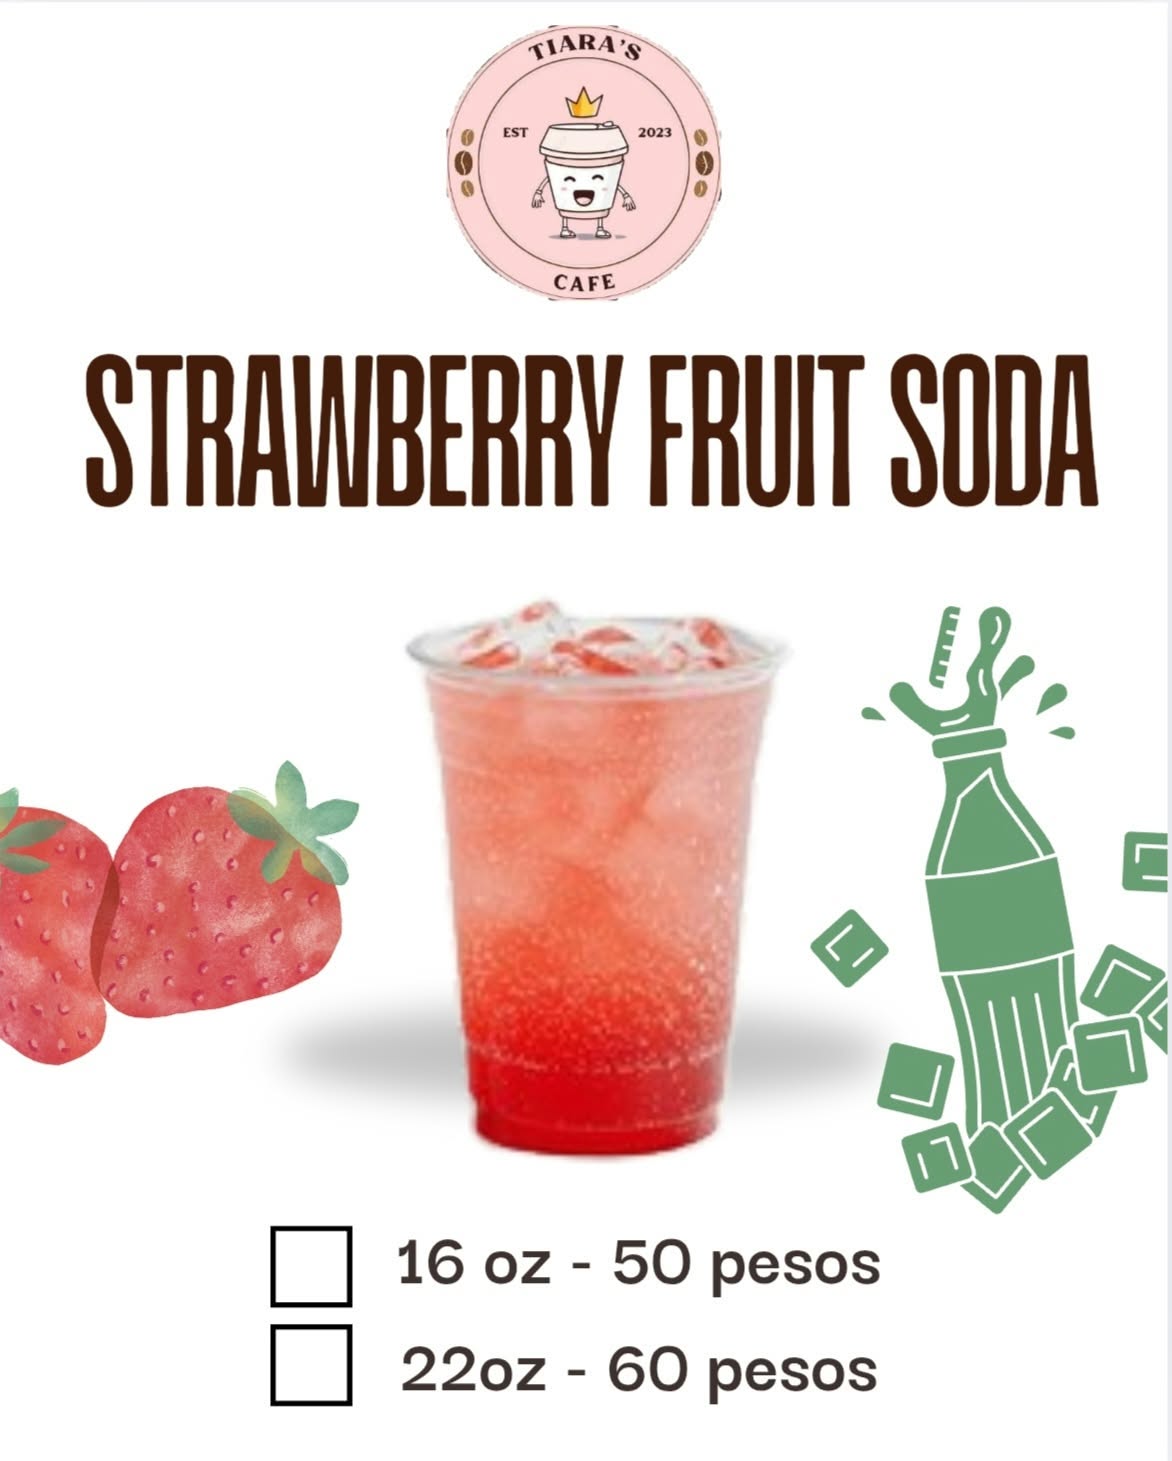 TIARA'S
EST 2023
CAFE
STRAWBERRY FRUIT SODA
16 oz - 50 pesos
22oz - 60 pesos